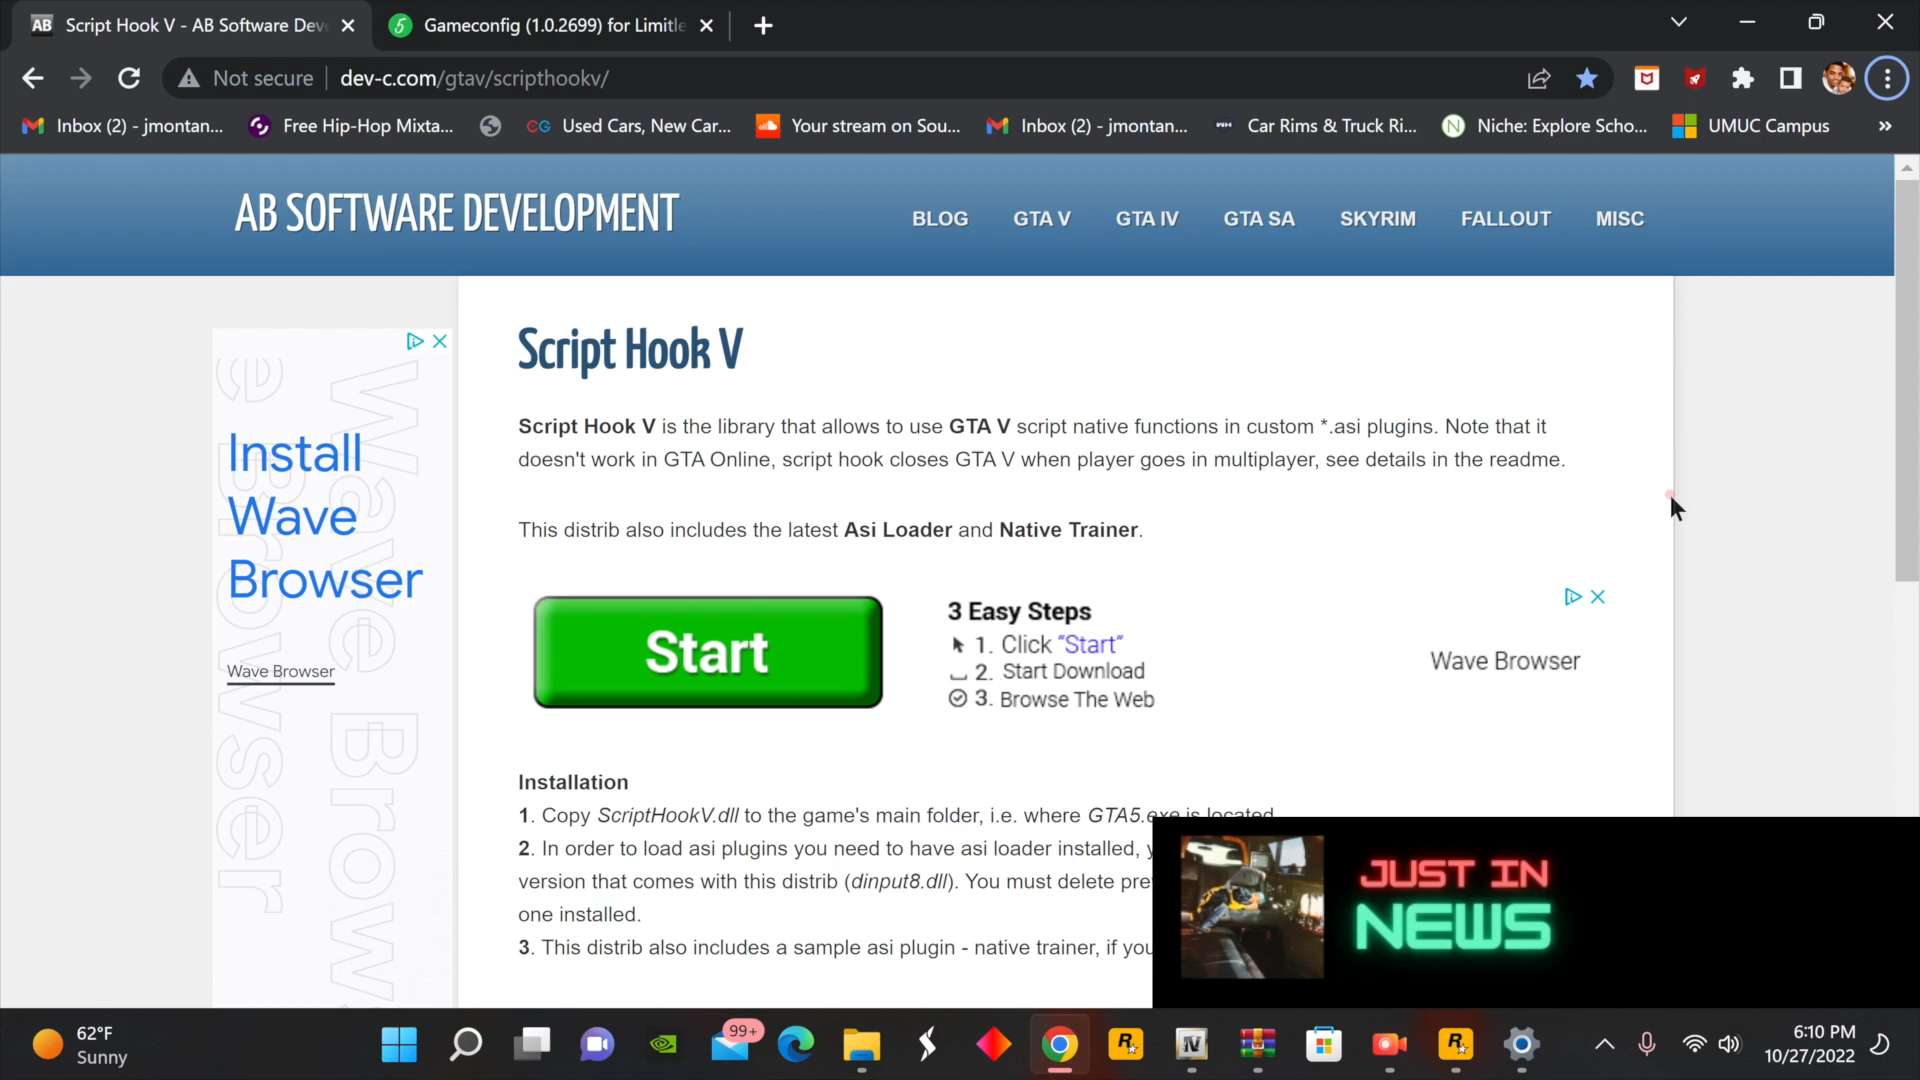 AB Script Hook V - AB Software Dev
5 Gameconfig (1.0.2699) for Limitle
Not secure dev-c.com/gtav/scripthookv/
Inbox (2) - jmontan... Free Hip-Hop Mixta... CG Used Cars, New Car... Your stream on Sou... Inbox (2) - jmontan... Car Rims & Truck Ri... N Niche: Explore Scho... UMUC Campus »
AB SOFTWARE DEVELOPMENT
BLOG GTA V GTA IV GTA SA SKYRIM FALLOUT MISC
Script Hook V
Script Hook V is the library that allows to use GTA V script native functions in custom *.asi plugins. Note that it
doesn't work in GTA Online, script hook closes GTA V when player goes in multiplayer, see details in the readme.
This distrib also includes the latest Asi Loader and Native Trainer.
Install
Wave
Browser
Wave Browser
e Browser
Wave Brows
Start
3 Easy Steps
1. Click “Start”
2. Start Download
3. Browse The Web
Wave Browser
Installation
1. Copy ScriptHookV.dll to the game's main folder, i.e. where GTA5.exe is located
2. In order to load asi plugins you need to have asi loader installed,
version that comes with this distrib (dinput8.dll). You must delete pre
one installed.
3. This distrib also includes a sample asi plugin - native trainer, if you
JUST IN
NEWS
62°F
Sunny
99+
6:10 PM
10/27/2022